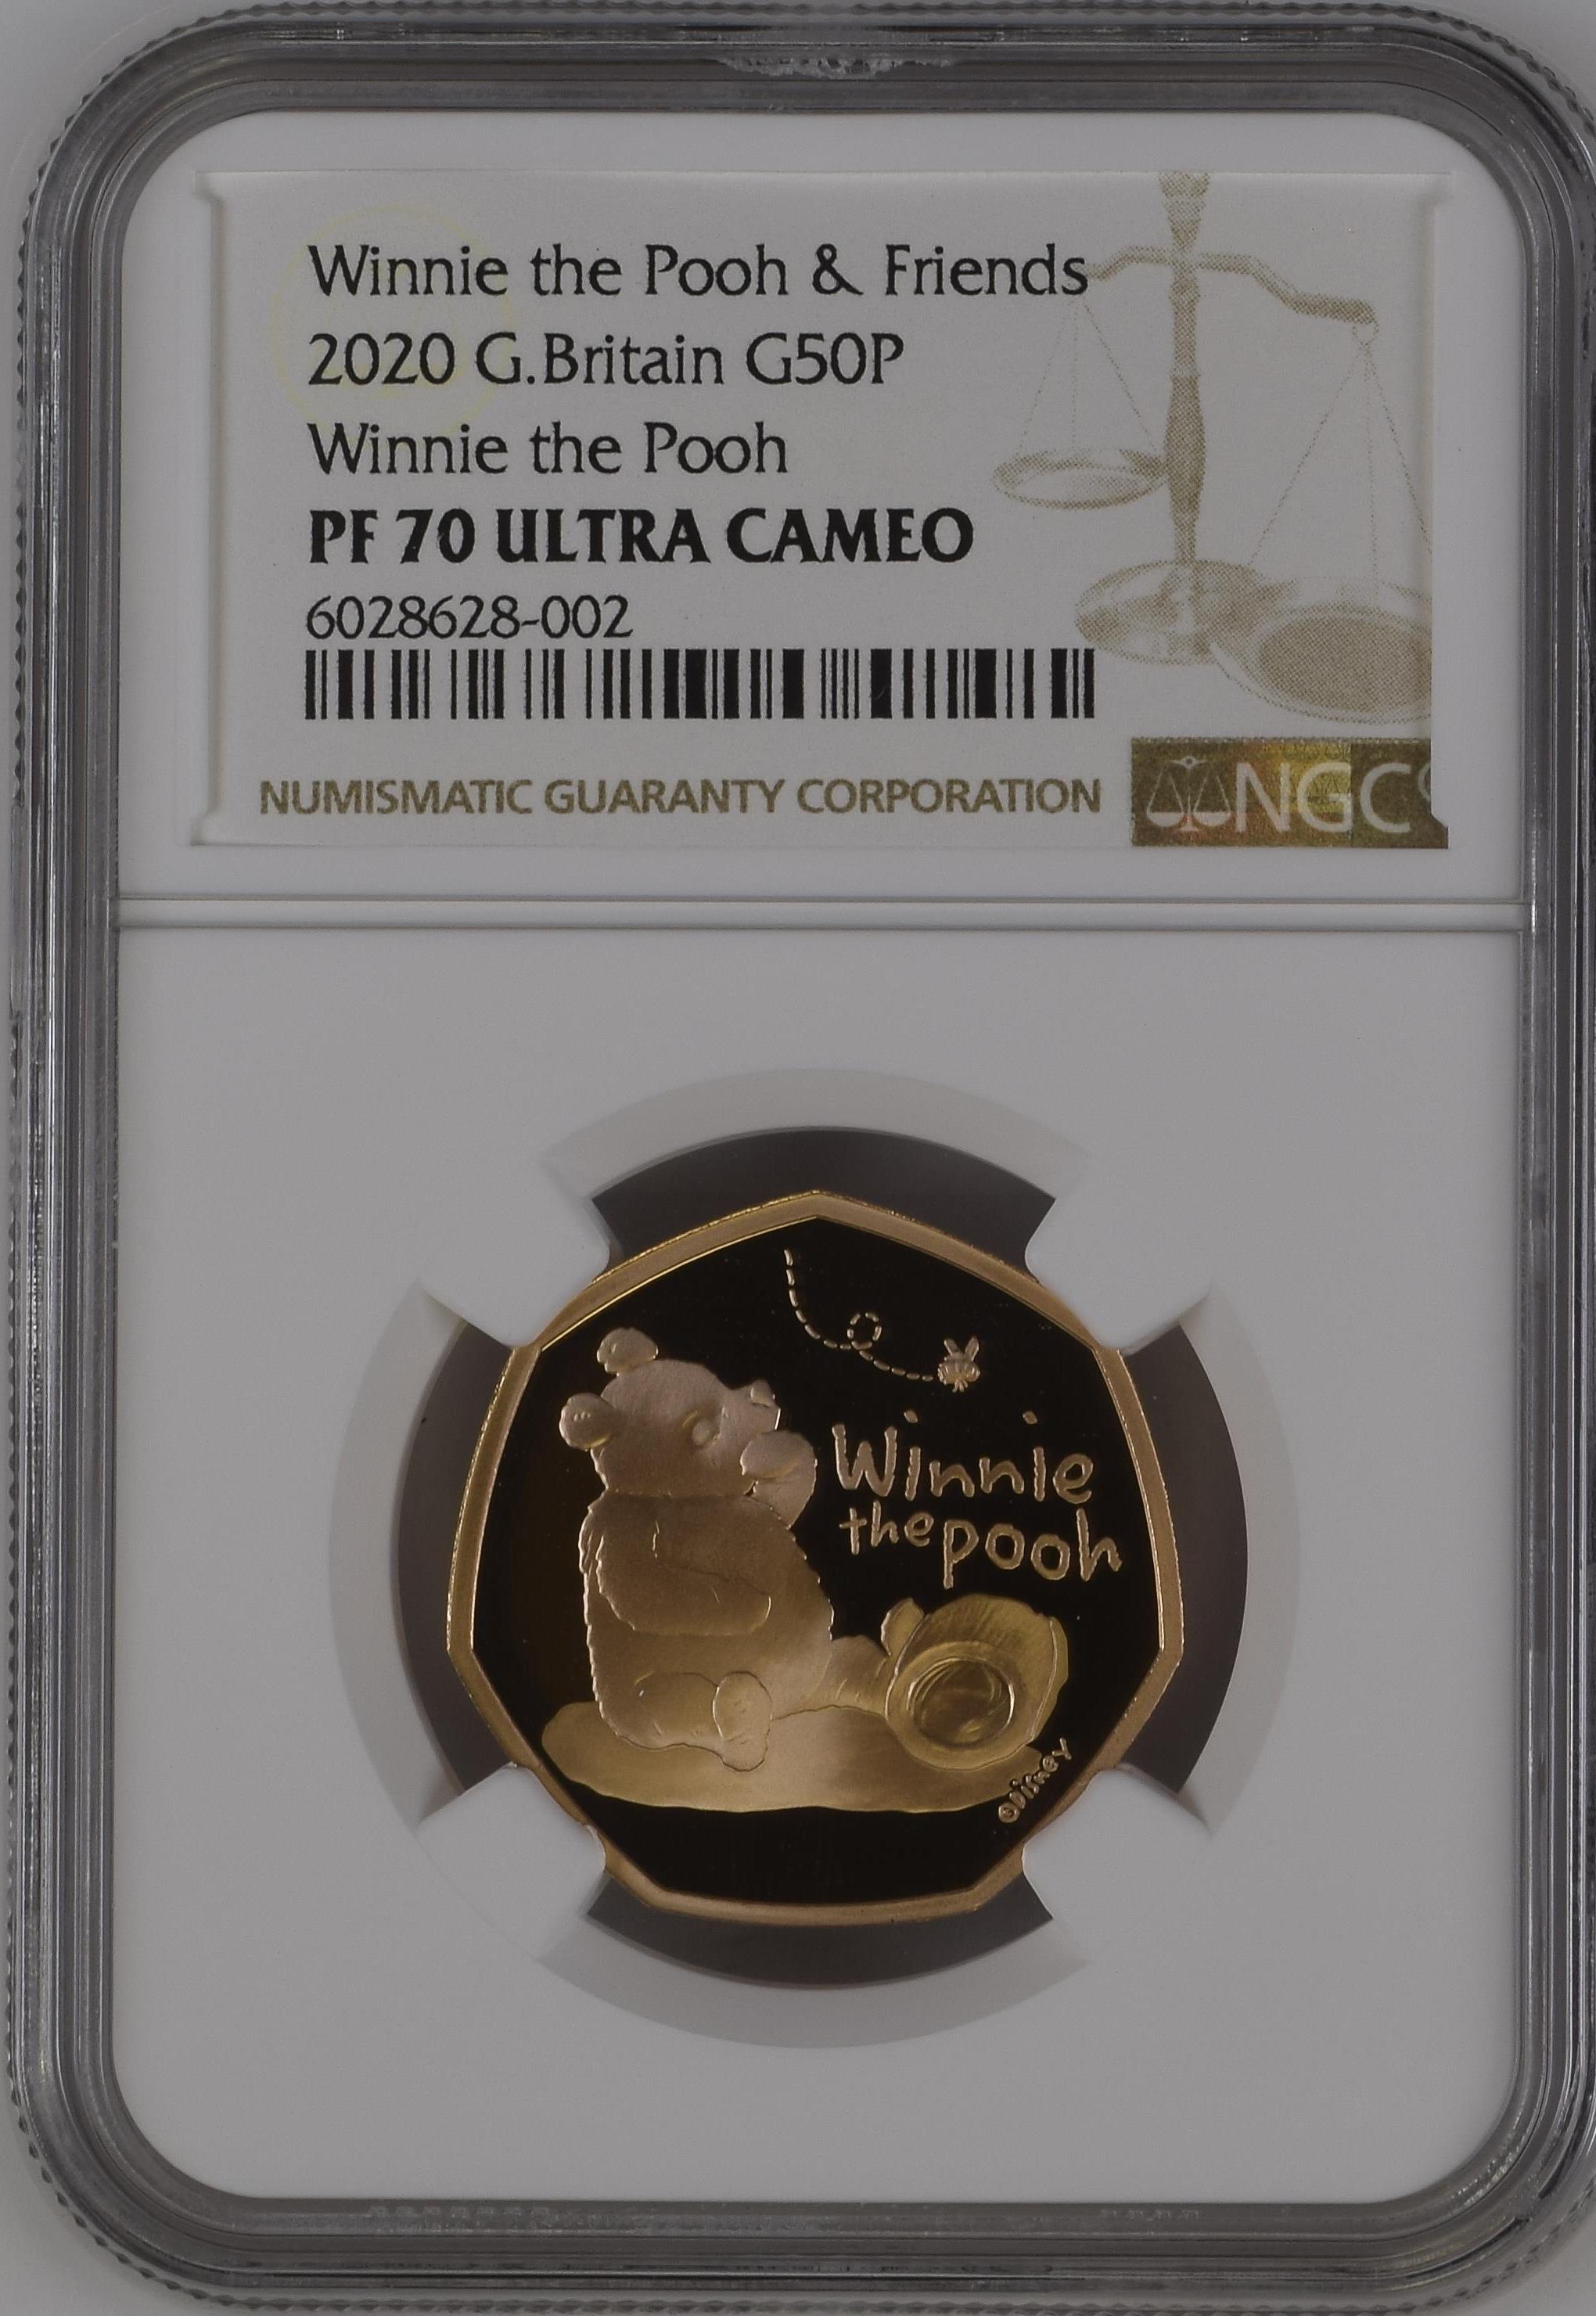 Winnie the Pooh & Friends
2020 G.Britain G50P
Winnie the Pooh
PF 70 ULTRA CAMEO
6028628-002
NUMISMATIC GUARANTY CORPORATION
NGC
Winnie
the pooh
©Disney